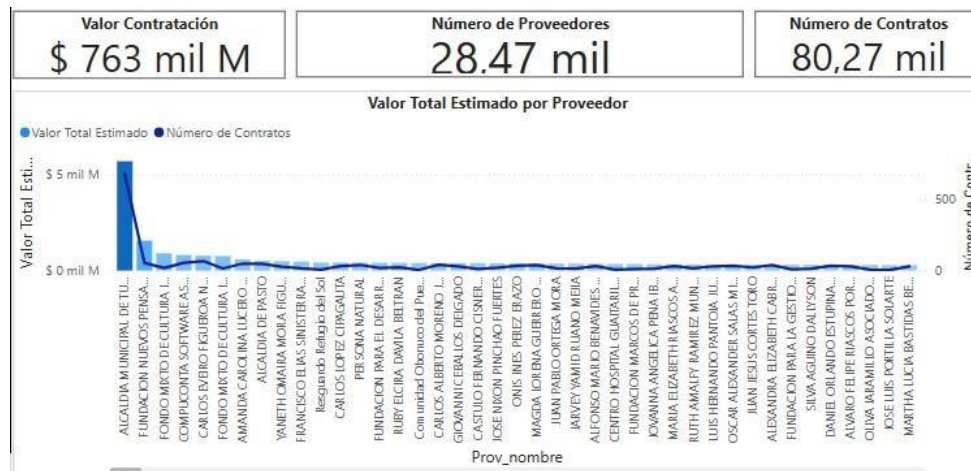 Valor Contratación
$ 763 mil M
Número de Proveedores
28.47 mil
Número de Contratos
80,27 mil
Valor Total Estimado por Proveedor
Valor Total Estimado
Número de Contratos
Valor Total Esti...
$ 5 mil M
$ 0 mil M
500
0
Número de Contr...
ALCALDIA MUNICIPAL DE TU...
FUNDACION NUEVOS PENSA...
FONDO MIXTO DE CULTURA I...
COMPUCONTA SOFTWARE AS...
CARLOS EVEIRO FIGUEROA N...
FONDO MIXTO DE CULTURA I...
AMANDA CAROLINA LUCERO...
ALCALDIA DE PASTO
YANETH OMAIRA MORA FIGU...
FRANCISCO ELIAS SINISTERRA...
Resguardo Refugio del Sol
CARLOS LOPEZ CHPAGAUTA
PERSONA NATURAL
FUNDACION PARA EL DESARR...
RUBY ELCIRA DAVILA BELTRAN
Comunidad Obonuco del Pue...
CARLOS ALBERTO MORENO J...
GIOVANNI CEBALLOS DELGADO
CASTULO FERNANDO CISNER...
JOSE NIXON PINCHAO FUERTES
ONIS INES PEREZ ERAZO
MAGDA LORENA GUERRERO ...
JUAN PABLO ORTEGA MORA
JARVEY YAMID RUANO MEJIA
ALFONSO MARIO BENAVIDES ...
CENTRO HOSPITAL GUAITARIL...
FUNDACION MARCOS DE PR...
JOVANNA ANGELICA PENA IB...
MARIA ELIZABETH RIASCOS A...
RUTH AMALFY RAMIREZ MUN...
LUIS HERNANDO PANTOJA JU...
OSCAR ALEXANDER SALAS MI...
JUAN JESUS CORTES TORO
ALEXANDRA ELIZABETH CABR...
FUNDACION PARA LA GESTIO...
SILVA AGUINO DALLYSON
DANIEL ORLANDO ESTUPINA...
ALVARO FELIPE RIASCOS POR...
OLIVA JARAMILLO ASOCIADO...
JOSE LUIS PORTILLA SOLARTE
MARTHA LUCIA BASTIDAS BE...
Prov_nombre